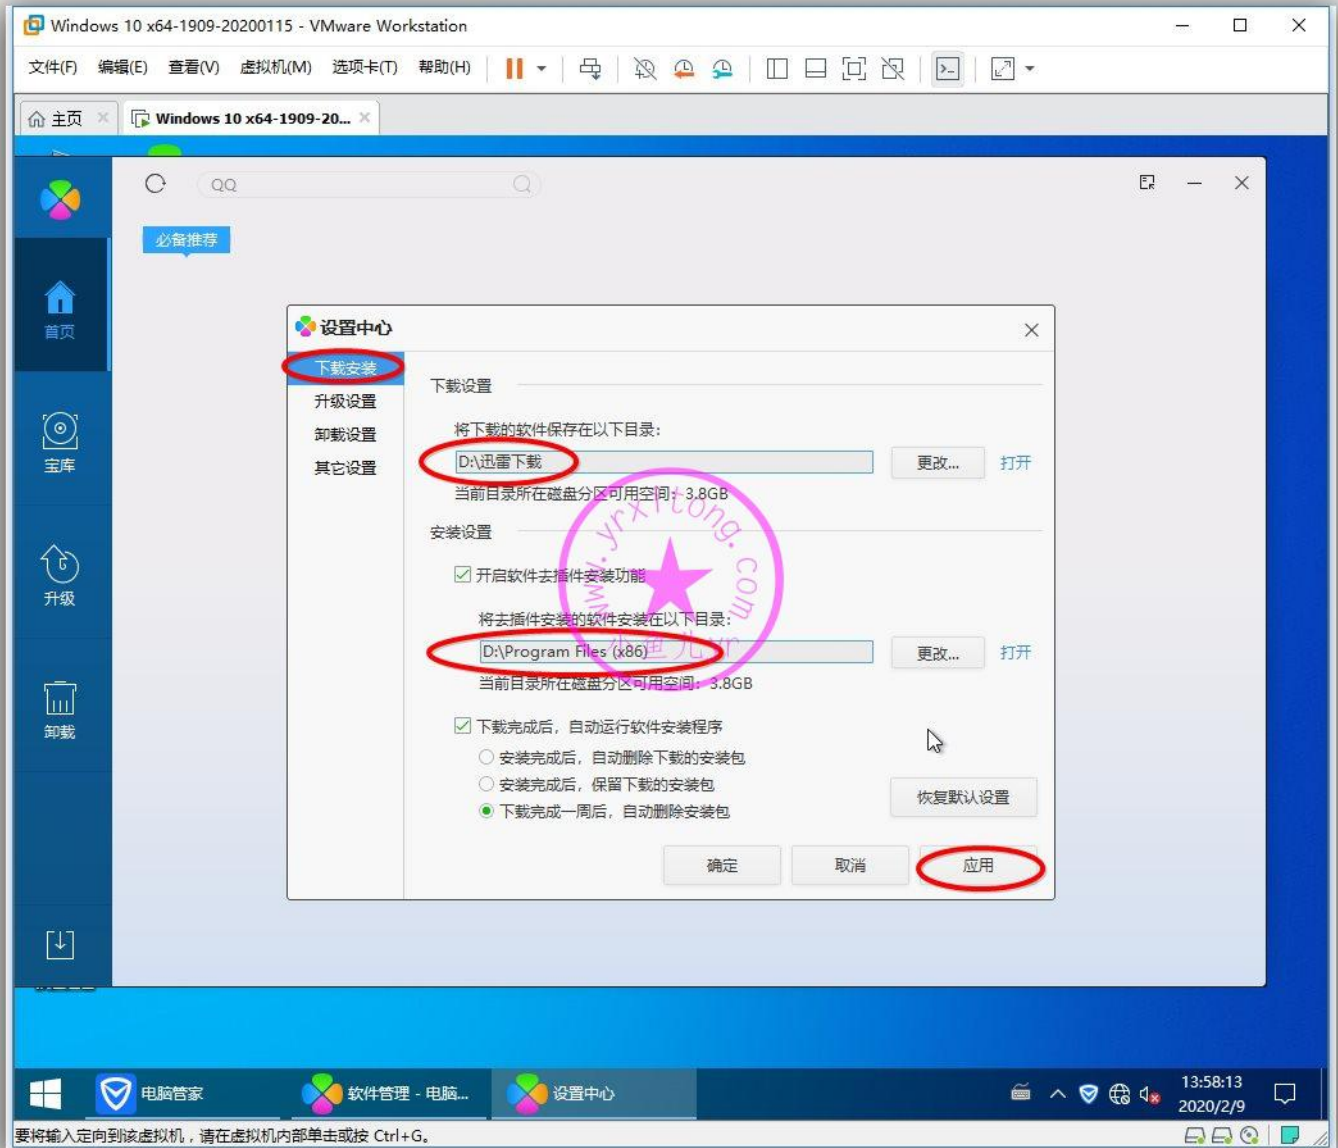 Windows 10 x64-1909-20200115 - VMware Workstation
文件(F) 编辑(E) 查看(V) 虚拟机(M) 选项卡(T) 帮助(H)
主页 Windows 10 x64-1909-20...
QQ
必备推荐
首页
宝库
升级
卸载
设置中心
下载安装
升级设置
卸载设置
其它设置
下载设置
将下载的软件保存在以下目录:
D:\迅雷下载 更改... 打开
当前目录所在磁盘分区可用空间: 3.8GB
安装设置
开启软件去插件安装功能
将去插件安装的软件安装在以下目录:
D:\Program Files (x86) 更改... 打开
当前目录所在磁盘分区可用空间: 3.8GB
下载完成后，自动运行软件安装程序
安装完成后，自动删除下载的安装包
安装完成后，保留下载的安装包
下载完成一周后，自动删除安装包
恢复默认设置
确定 取消 应用
www.yrxitong.com
小鱼儿yr
电脑管家 软件管理 - 电脑... 设置中心
13:58:13
2020/2/9
要将输入定向到该虚拟机，请在虚拟机内部单击或按 Ctrl+G。